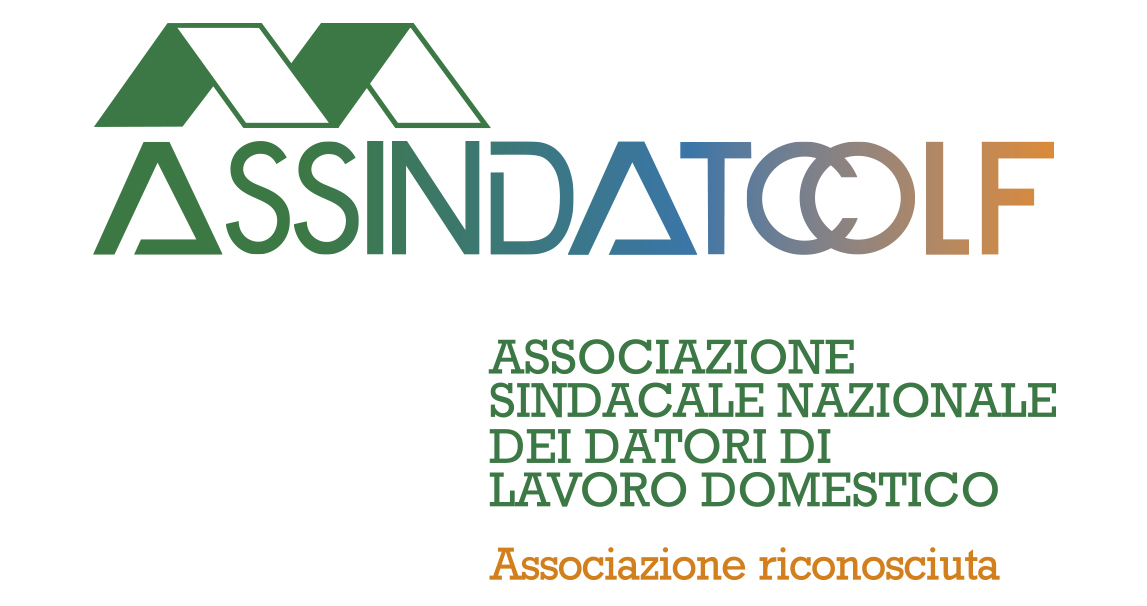 ASSINDATCOLF
ASSOCIAZIONE
SINDACALE NAZIONALE
DEI DATORI DI
LAVORO DOMESTICO
Associazione riconosciuta